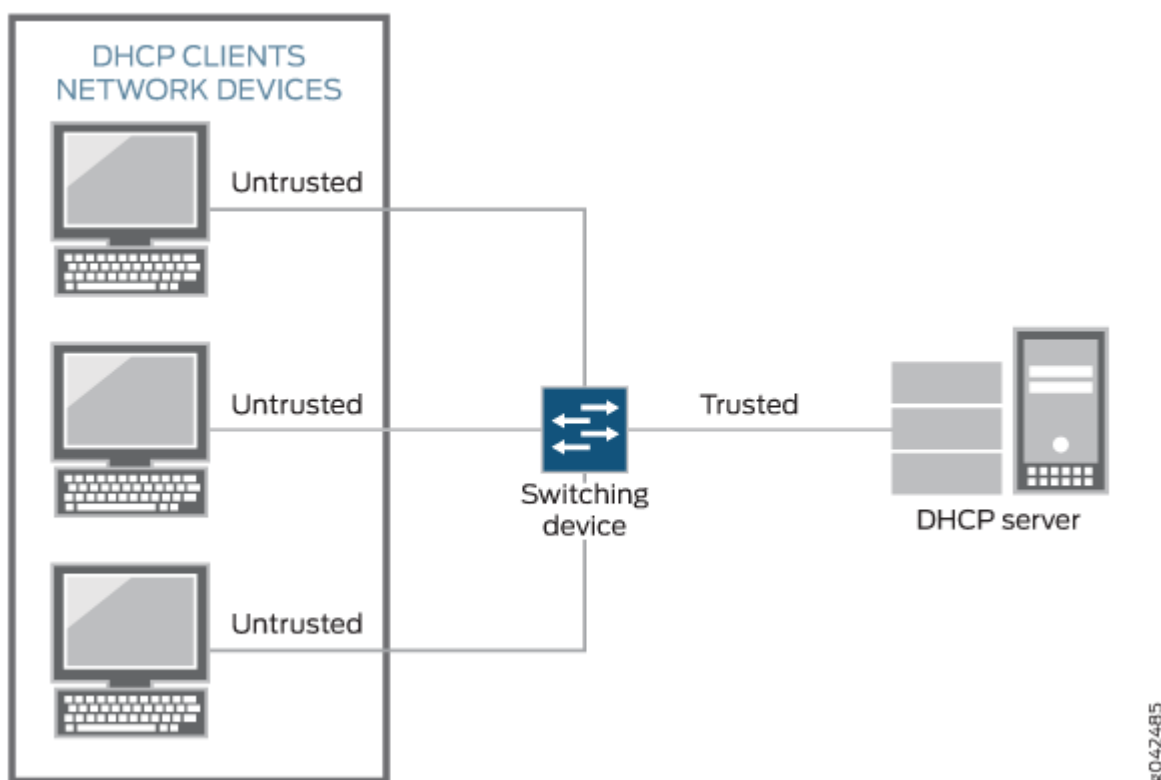 DHCP CLIENTS
NETWORK DEVICES
Untrusted
Untrusted
Trusted
Switching
device
DHCP server
Untrusted
g042485